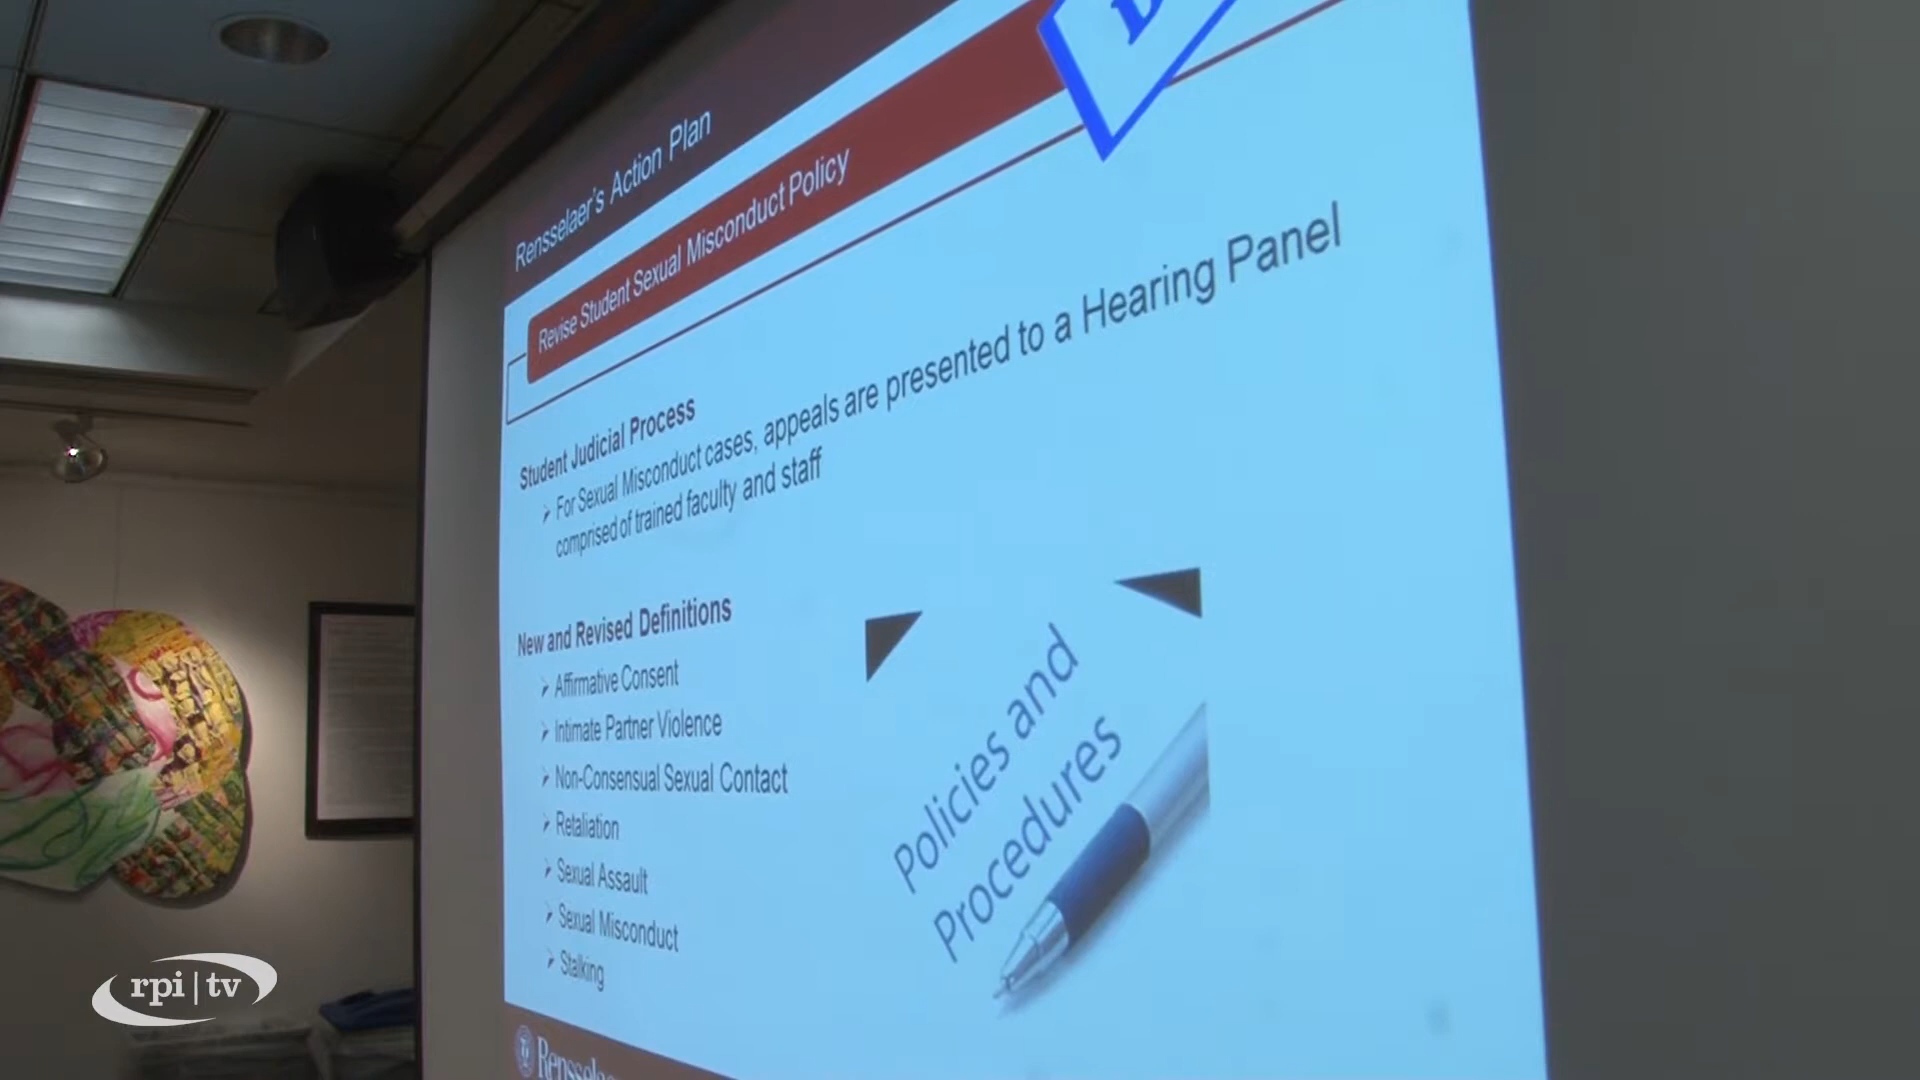 Rensselaer's Action Plan
Revise Student Sexual Misconduct Policy
Student Judicial Process
➢ For Sexual Misconduct cases, appeals are presented to a Hearing Panel
comprised of trained faculty and staff
New and Revised Definitions
➢ Affirmative Consent
➢ Intimate Partner Violence
➢ Non-Consensual Sexual Contact
➢ Retaliation
➢ Sexual Assault
➢ Sexual Misconduct
➢ Stalking
Policies and
Procedures
rpi|tv